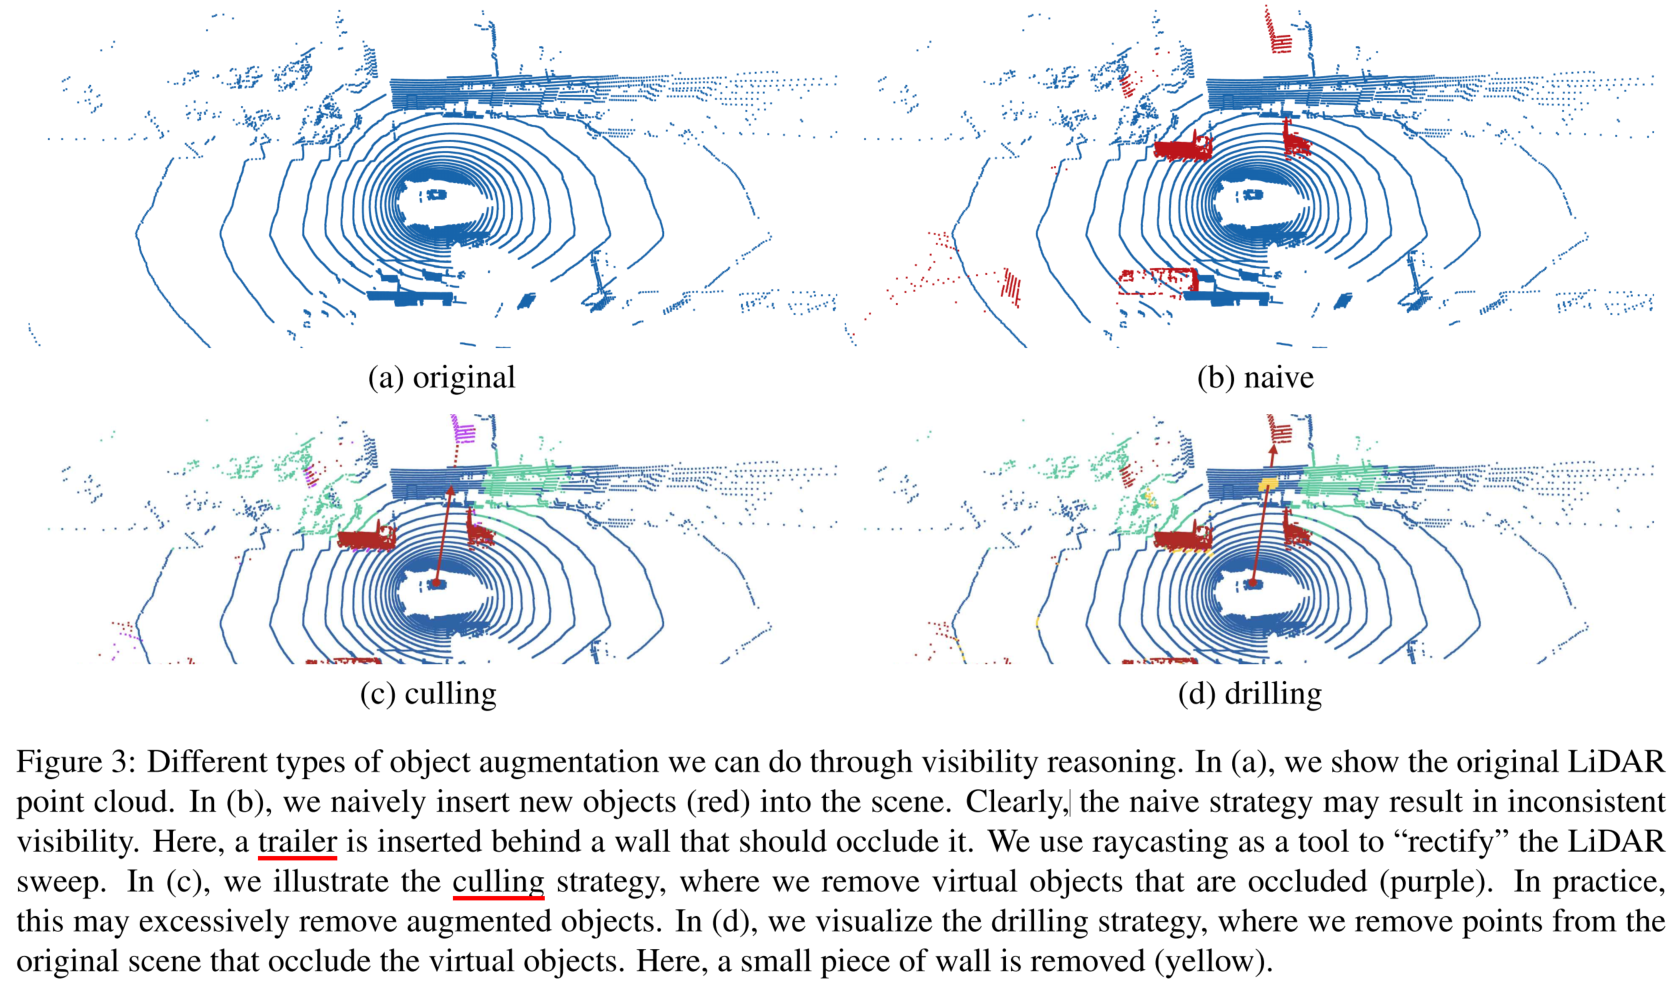 (a) original
(b) naive
(c) culling
(d) drilling
Figure 3: Different types of object augmentation we can do through visibility reasoning. In (a), we show the original LiDAR
point cloud. In (b), we naively insert new objects (red) into the scene. Clearly, the naive strategy may result in inconsistent
visibility. Here, a trailer is inserted behind a wall that should occlude it. We use raycasting as a tool to “rectify” the LiDAR
sweep. In (c), we illustrate the culling strategy, where we remove virtual objects that are occluded (purple). In practice,
this may excessively remove augmented objects. In (d), we visualize the drilling strategy, where we remove points from the
original scene that occlude the virtual objects. Here, a small piece of wall is removed (yellow).